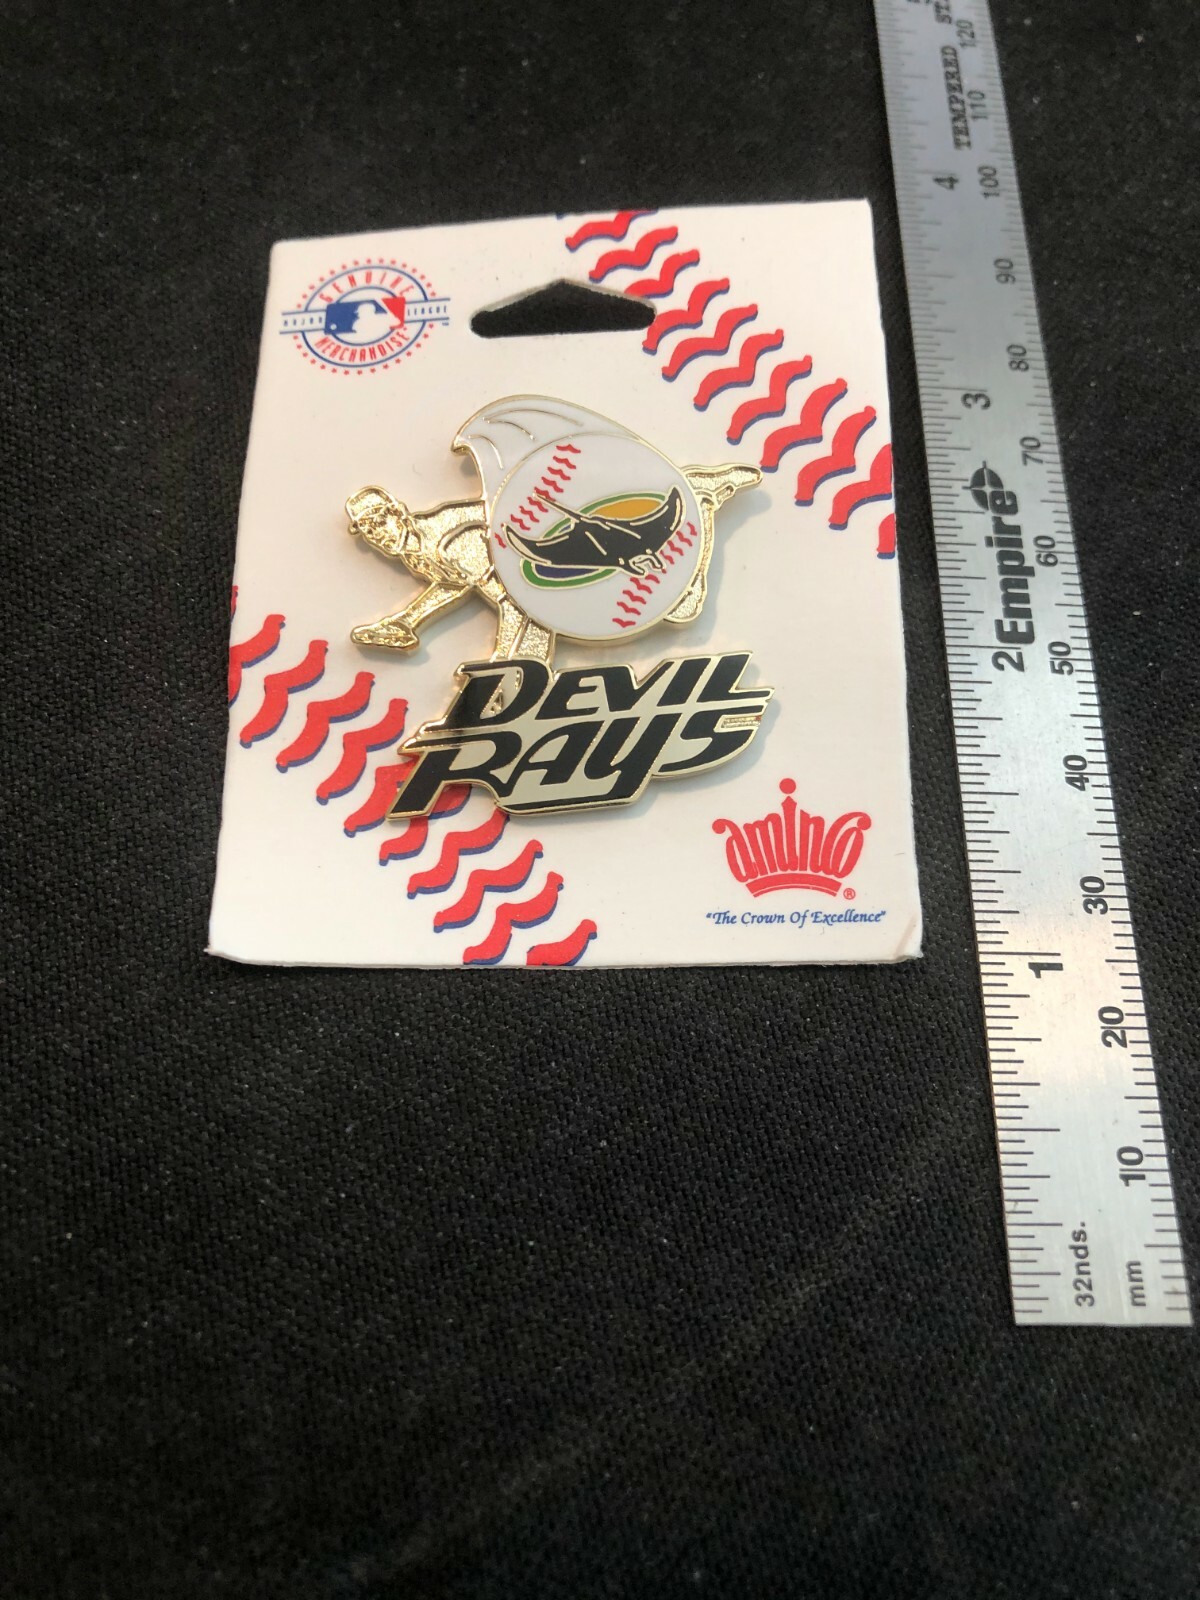 GENUINE
MAJOR LEAGUE
MERCHANDISE
DEVIL
RAYS
aminco
®
"The Crown Of Excellence"
TEMPERED
120
110
4
100
90
3
80
70
Empire
60
2
50
40
30
1
20
10
32nds.
mm